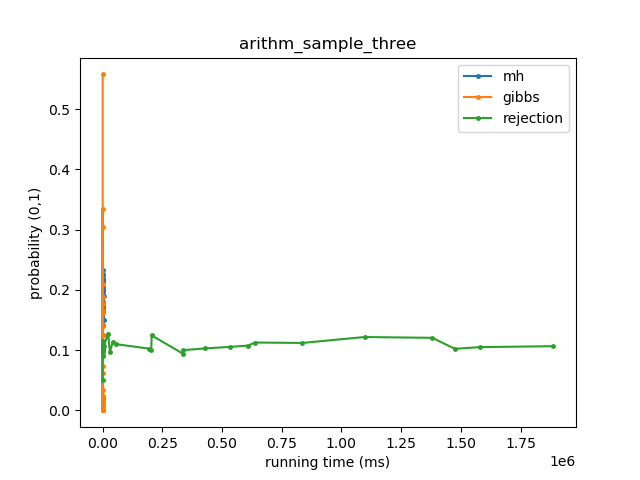 arithm_sample_three
mh
gibbs
rejection
probability (0,1)
0.5
0.4
0.3
0.2
0.1
0.0
0.00 0.25 0.50 0.75 1.00 1.25 1.50 1.75
1e6
running time (ms)